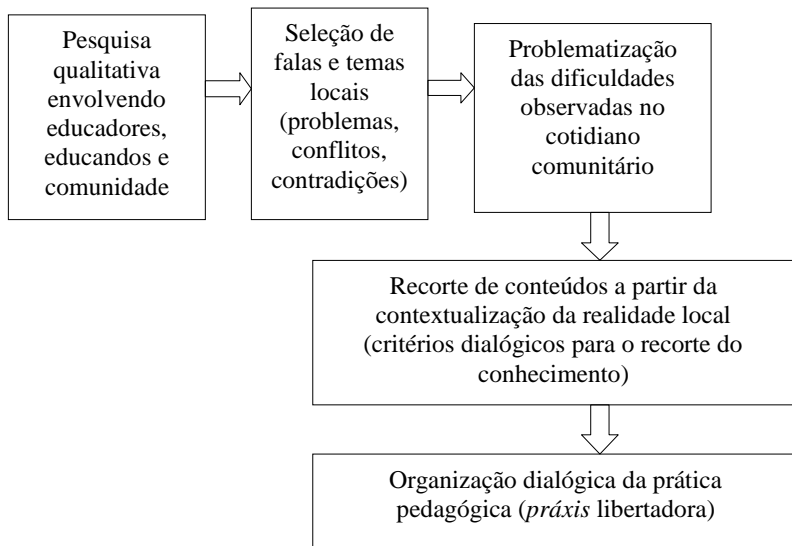 Pesquisa
qualitativa
envolvendo
educadores,
educandos e
comunidade
Seleção de
falas e temas
locais
(problemas,
conflitos,
contradições)
Problematização
das dificuldades
observadas no
cotidiano
comunitário
Recorte de conteúdos a partir da
contextualização da realidade local
(critérios dialógicos para o recorte do
conhecimento)
Organização dialógica da prática
pedagógica (práxis libertadora)